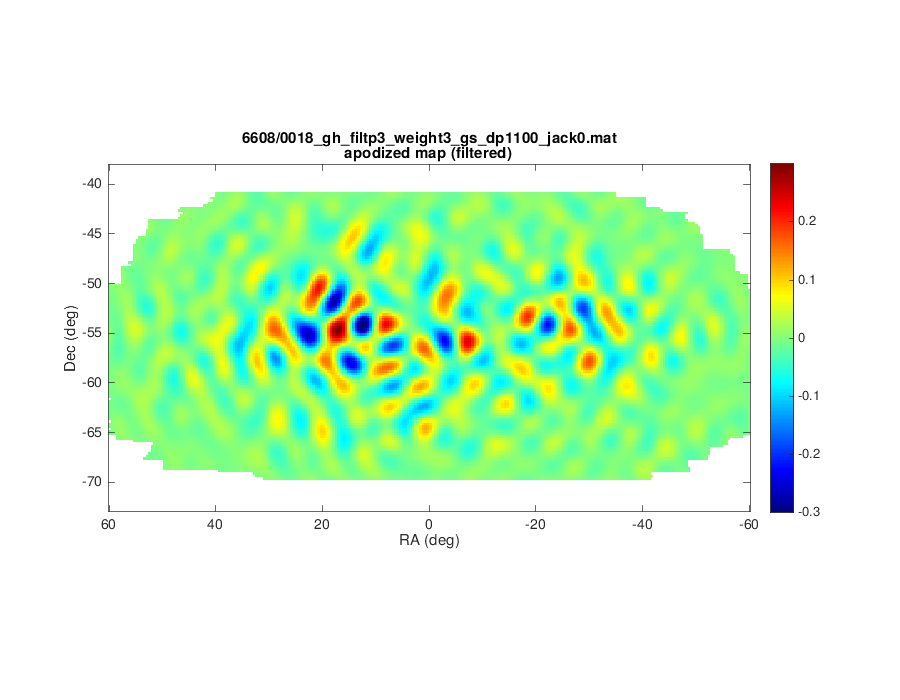 6608/0018_gh_filtp3_weight3_gs_dp1100_jack0.mat
apodized map (filtered)
-40
-45
-50
-55
-60
-65
-70
Dec (deg)
60 40 20 0 -20 -40 -60
RA (deg)
0.2
0.1
0
-0.1
-0.2
-0.3